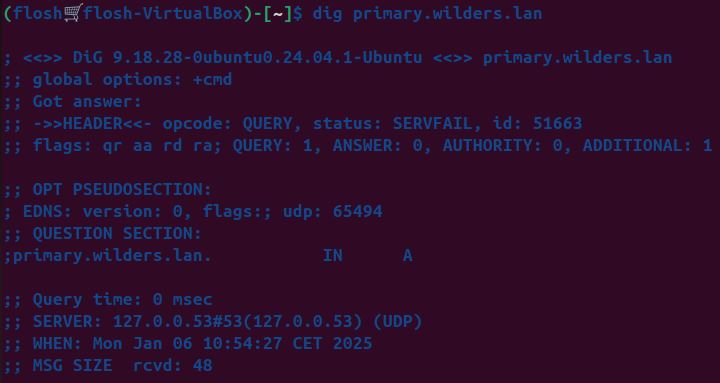 (flosh🛒flosh-VirtualBox)-[~]$ dig primary.wilders.lan
; <<>> DiG 9.18.28-0ubuntu0.24.04.1-Ubuntu <<>> primary.wilders.lan
;; global options: +cmd
;; Got answer:
;; ->>HEADER<<- opcode: QUERY, status: SERVFAIL, id: 51663
;; flags: qr aa rd ra; QUERY: 1, ANSWER: 0, AUTHORITY: 0, ADDITIONAL: 1
;; OPT PSEUDOSECTION:
; EDNS: version: 0, flags:; udp: 65494
;; QUESTION SECTION:
;primary.wilders.lan. IN A
;; Query time: 0 msec
;; SERVER: 127.0.0.53#53(127.0.0.53) (UDP)
;; WHEN: Mon Jan 06 10:54:27 CET 2025
;; MSG SIZE rcvd: 48